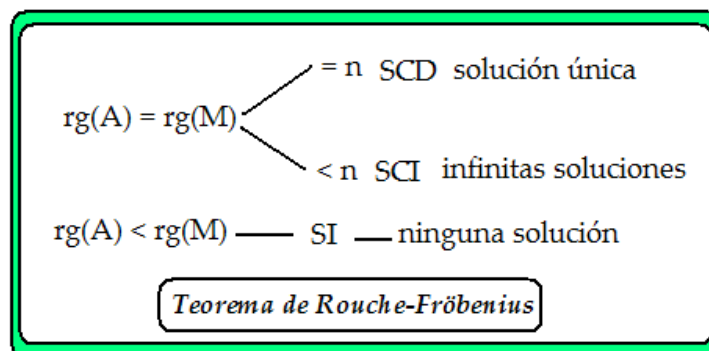 = n SCD solución única
rg(A) = rg(M)
< n SCI infinitas soluciones
rg(A) < rg(M) SI ninguna solución
Teorema de Rouche-Fröbenius